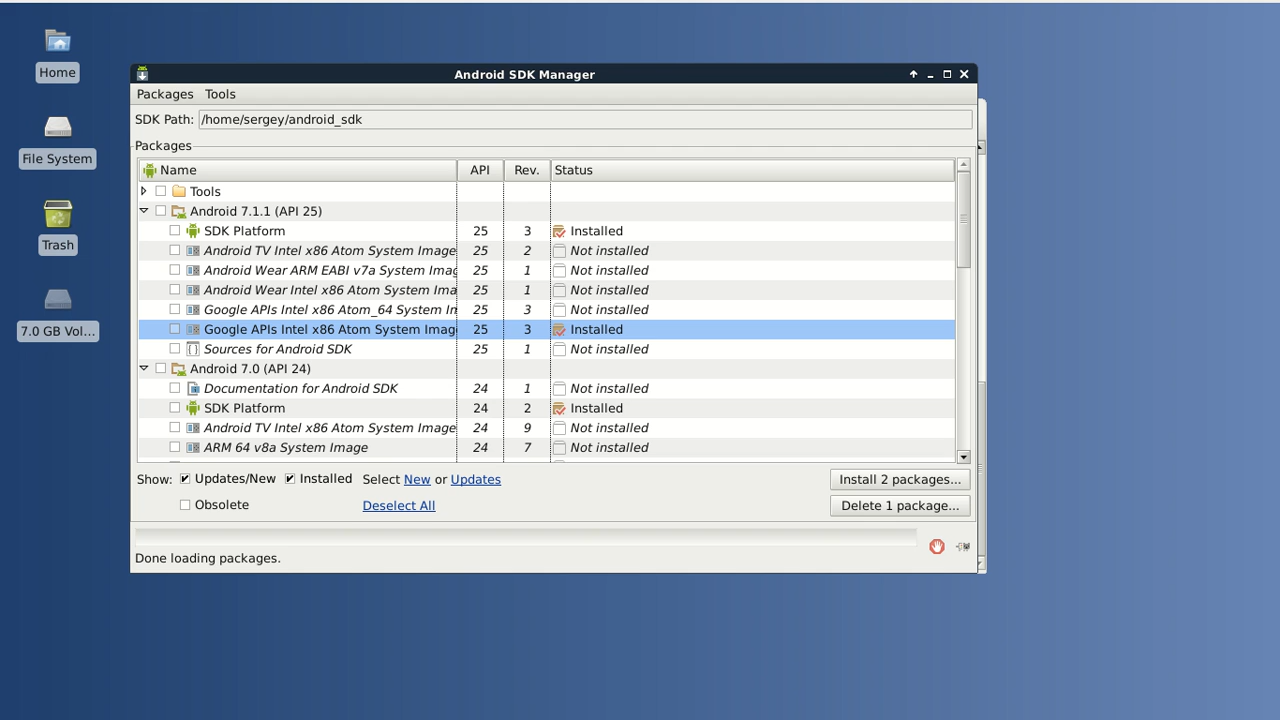 Home
File System
Trash
7.0 GB Vol...
Android SDK Manager
Packages Tools
SDK Path: /home/sergey/android_sdk
Packages
Name API Rev. Status
Tools
Android 7.1.1 (API 25)
SDK Platform 25 3 Installed
Android TV Intel x86 Atom System Image 25 2 Not installed
Android Wear ARM EABI v7a System Imag 25 1 Not installed
Android Wear Intel x86 Atom System Ima 25 1 Not installed
Google APIs Intel x86 Atom_64 System In 25 3 Not installed
Google APIs Intel x86 Atom System Imag 25 3 Installed
Sources for Android SDK 25 1 Not installed
Android 7.0 (API 24)
Documentation for Android SDK 24 1 Not installed
SDK Platform 24 2 Installed
Android TV Intel x86 Atom System Image 24 9 Not installed
ARM 64 v8a System Image 24 7 Not installed
Show: Updates/New Installed Select New or Updates Install 2 packages...
Obsolete Deselect All Delete 1 package...
Done loading packages.